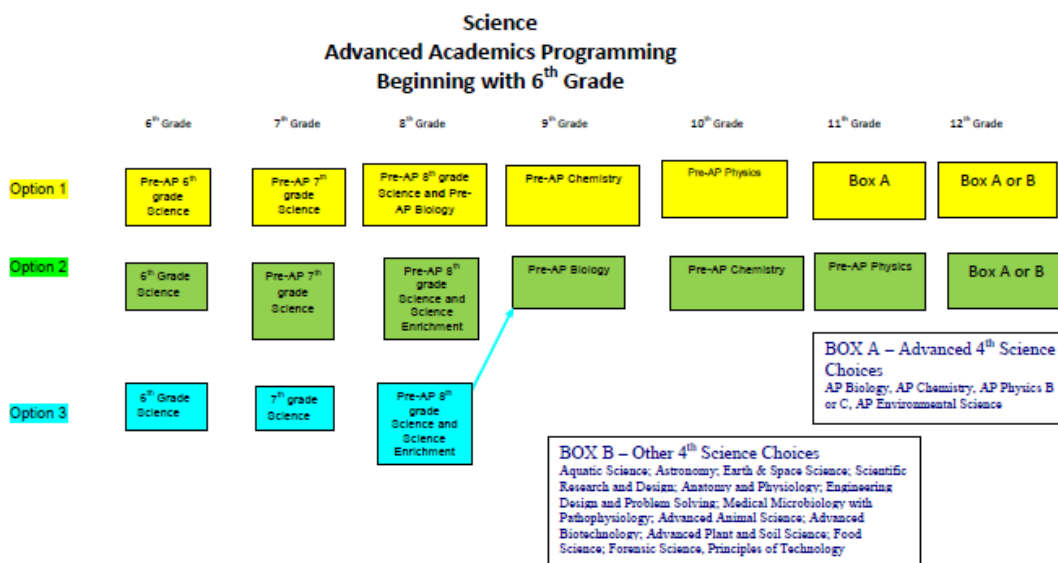 Science
Advanced Academics Programming
Beginning with 6th Grade
6th Grade
7th Grade
8th Grade
9th Grade
10th Grade
11th Grade
12th Grade
Option 1
Pre-AP 6th
grade
Science
Pre-AP 7th
grade
Science
Pre-AP 8th grade
Science and Pre-
AP Biology
Pre-AP Chemistry
Pre-AP Physics
Box A
Box A or B
Option 2
6th Grade
Science
Pre-AP 7th
grade
Science
Pre-AP 8th
grade
Science and
Science
Enrichment
Pre-AP Biology
Pre-AP Chemistry
Pre-AP Physics
Box A or B
Option 3
6th Grade
Science
7th grade
Science
Pre-AP 8th
grade
Science and
Science
Enrichment
BOX A – Advanced 4th Science
Choices
AP Biology, AP Chemistry, AP Physics B
or C, AP Environmental Science
BOX B – Other 4th Science Choices
Aquatic Science; Astronomy; Earth & Space Science; Scientific
Research and Design; Anatomy and Physiology; Engineering
Design and Problem Solving; Medical Microbiology with
Pathophysiology; Advanced Animal Science; Advanced
Biotechnology; Advanced Plant and Soil Science; Food
Science; Forensic Science, Principles of Technology